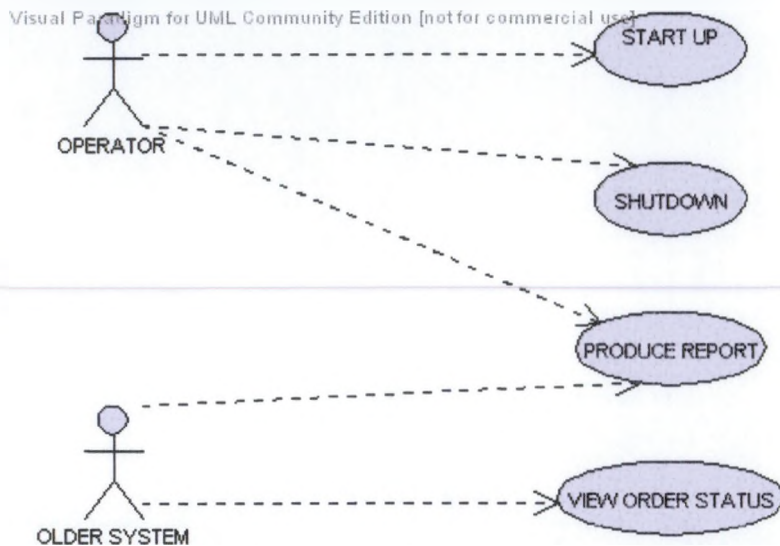 Visual Paradigm for UML Community Edition [not for commercial use]
START UP
OPERATOR
SHUTDOWN
PRODUCE REPORT
VIEW ORDER STATUS
OLDER SYSTEM